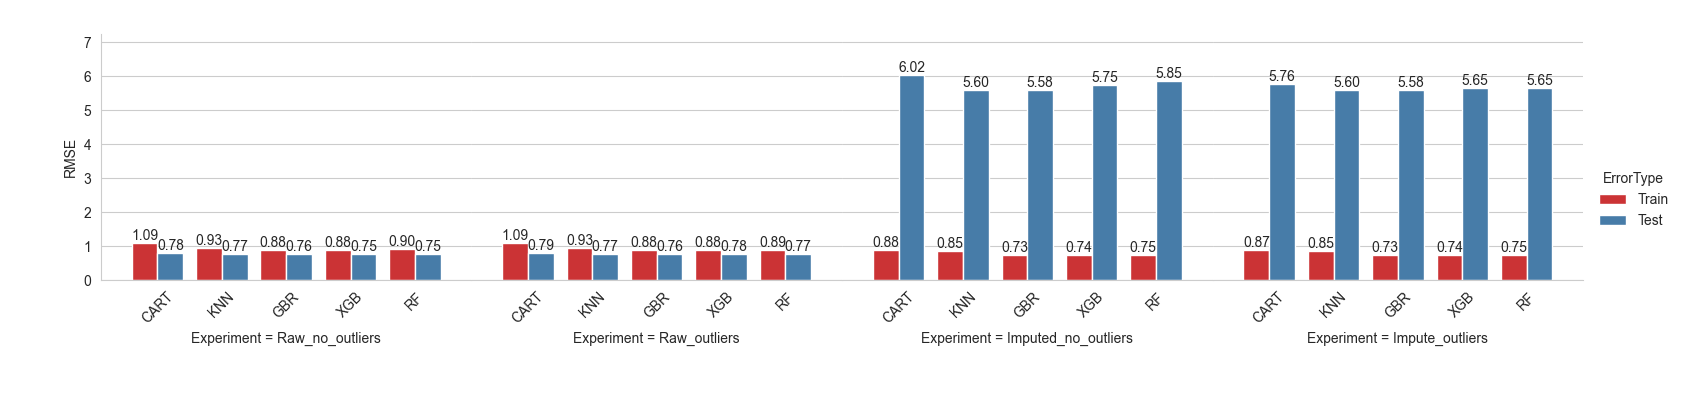 7
6
5
4
3
2
1
0
RMSE
1.09 0.78 0.93 0.77 0.88 0.76 0.88 0.75 0.90 0.75
CART KNN GBR XGB RF
Experiment = Raw_no_outliers
1.09 0.79 0.93 0.77 0.88 0.76 0.88 0.78 0.89 0.77
CART KNN GBR XGB RF
Experiment = Raw_outliers
0.88 6.02 0.85 5.60 0.73 5.58 0.74 5.75 0.75 5.85
CART KNN GBR XGB RF
Experiment = Imputed_no_outliers
0.87 5.76 0.85 5.60 0.73 5.58 0.74 5.65 0.75 5.65
CART KNN GBR XGB RF
Experiment = Impute_outliers
ErrorType
Train
Test